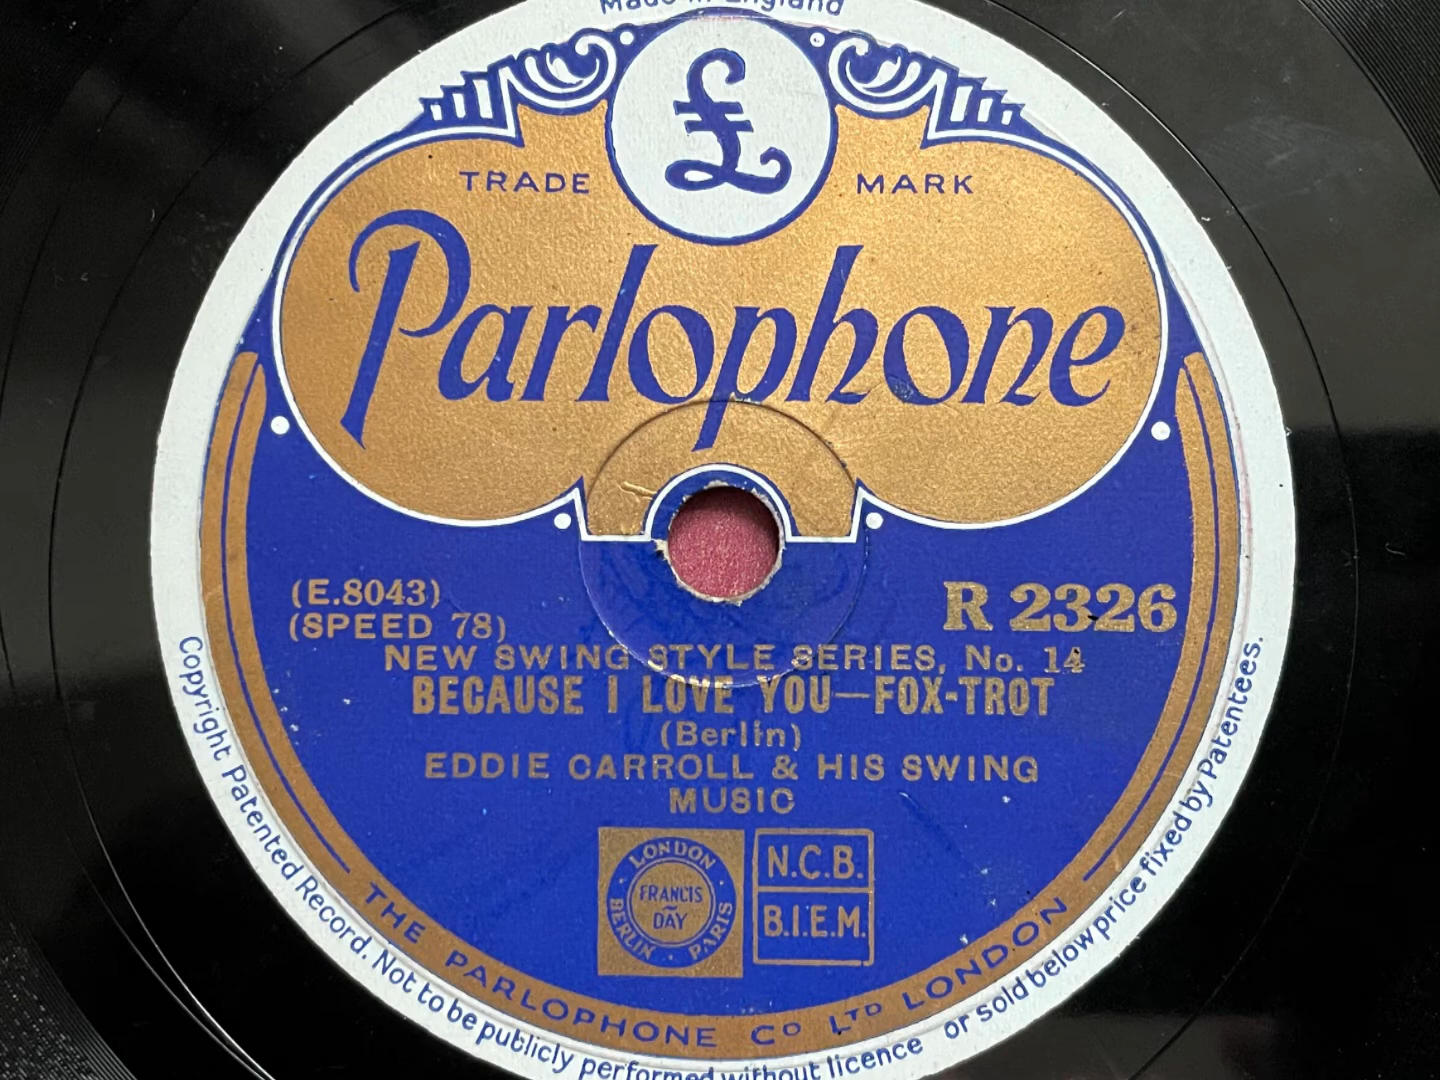 Made in England
£
TRADE MARK
Parlophone
(E.8043)
(SPEED 78)
R 2326
NEW SWING STYLE SERIES, No. 14
BECAUSE I LOVE YOU—FOX-TROT
(Berlin)
EDDIE CARROLL & HIS SWING
MUSIC
LONDON
FRANCIS
~
DAY
BERLIN · PARIS
N.C.B.
B.I.E.M.
THE PARLOPHONE Co LTD LONDON
Copyright Patented Record. Not to be publicly performed without licence or sold below price fixed by Patentees.